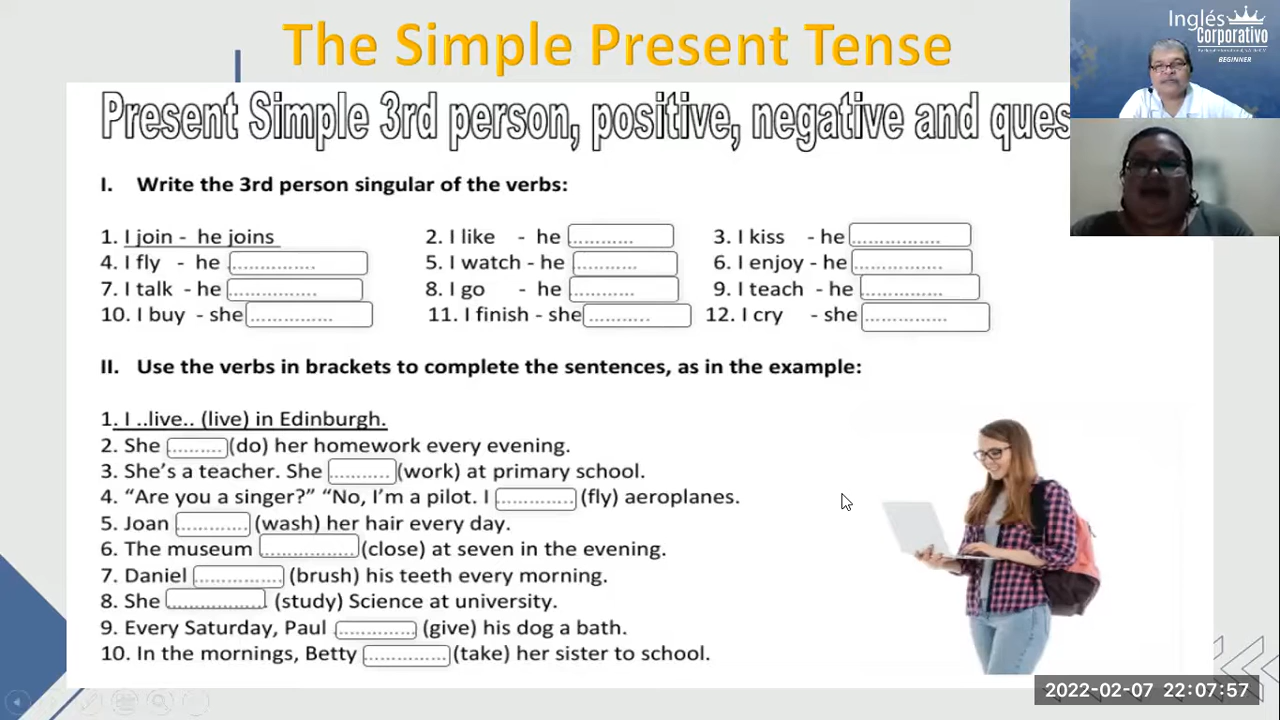 The Simple Present Tense
Inglés
Corporativo
BEGINNER
Present Simple 3rd person, positive, negative and ques
I. Write the 3rd person singular of the verbs:
1. I join - he joins 2. I like - he ........... 3. I kiss - he ................
4. I fly - he ............... 5. I watch - he ........... 6. I enjoy - he ...............
7. I talk - he ................ 8. I go - he ........... 9. I teach - he ..............
10. I buy - she .............. 11. I finish - she ........... 12. I cry - she ..............
II. Use the verbs in brackets to complete the sentences, as in the example:
1. I ..live.. (live) in Edinburgh.
2. She .......... (do) her homework every evening.
3. She's a teacher. She ........... (work) at primary school.
4. “Are you a singer?” “No, I'm a pilot. I ............. (fly) aeroplanes.
5. Joan ............ (wash) her hair every day.
6. The museum ................ (close) at seven in the evening.
7. Daniel ............... (brush) his teeth every morning.
8. She ................. (study) Science at university.
9. Every Saturday, Paul .............. (give) his dog a bath.
10. In the mornings, Betty .............. (take) her sister to school.
2022-02-07 22:07:57